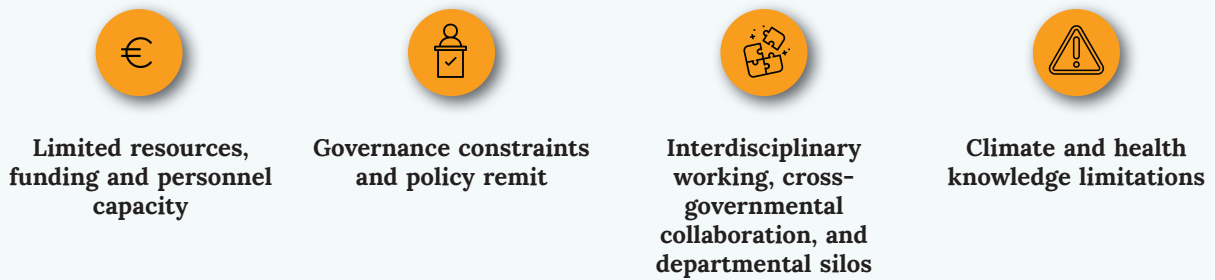 €
Limited resources,
funding and personnel
capacity
Governance constraints
and policy remit
Interdisciplinary
working, cross-
governmental
collaboration, and
departmental silos
Climate and health
knowledge limitations